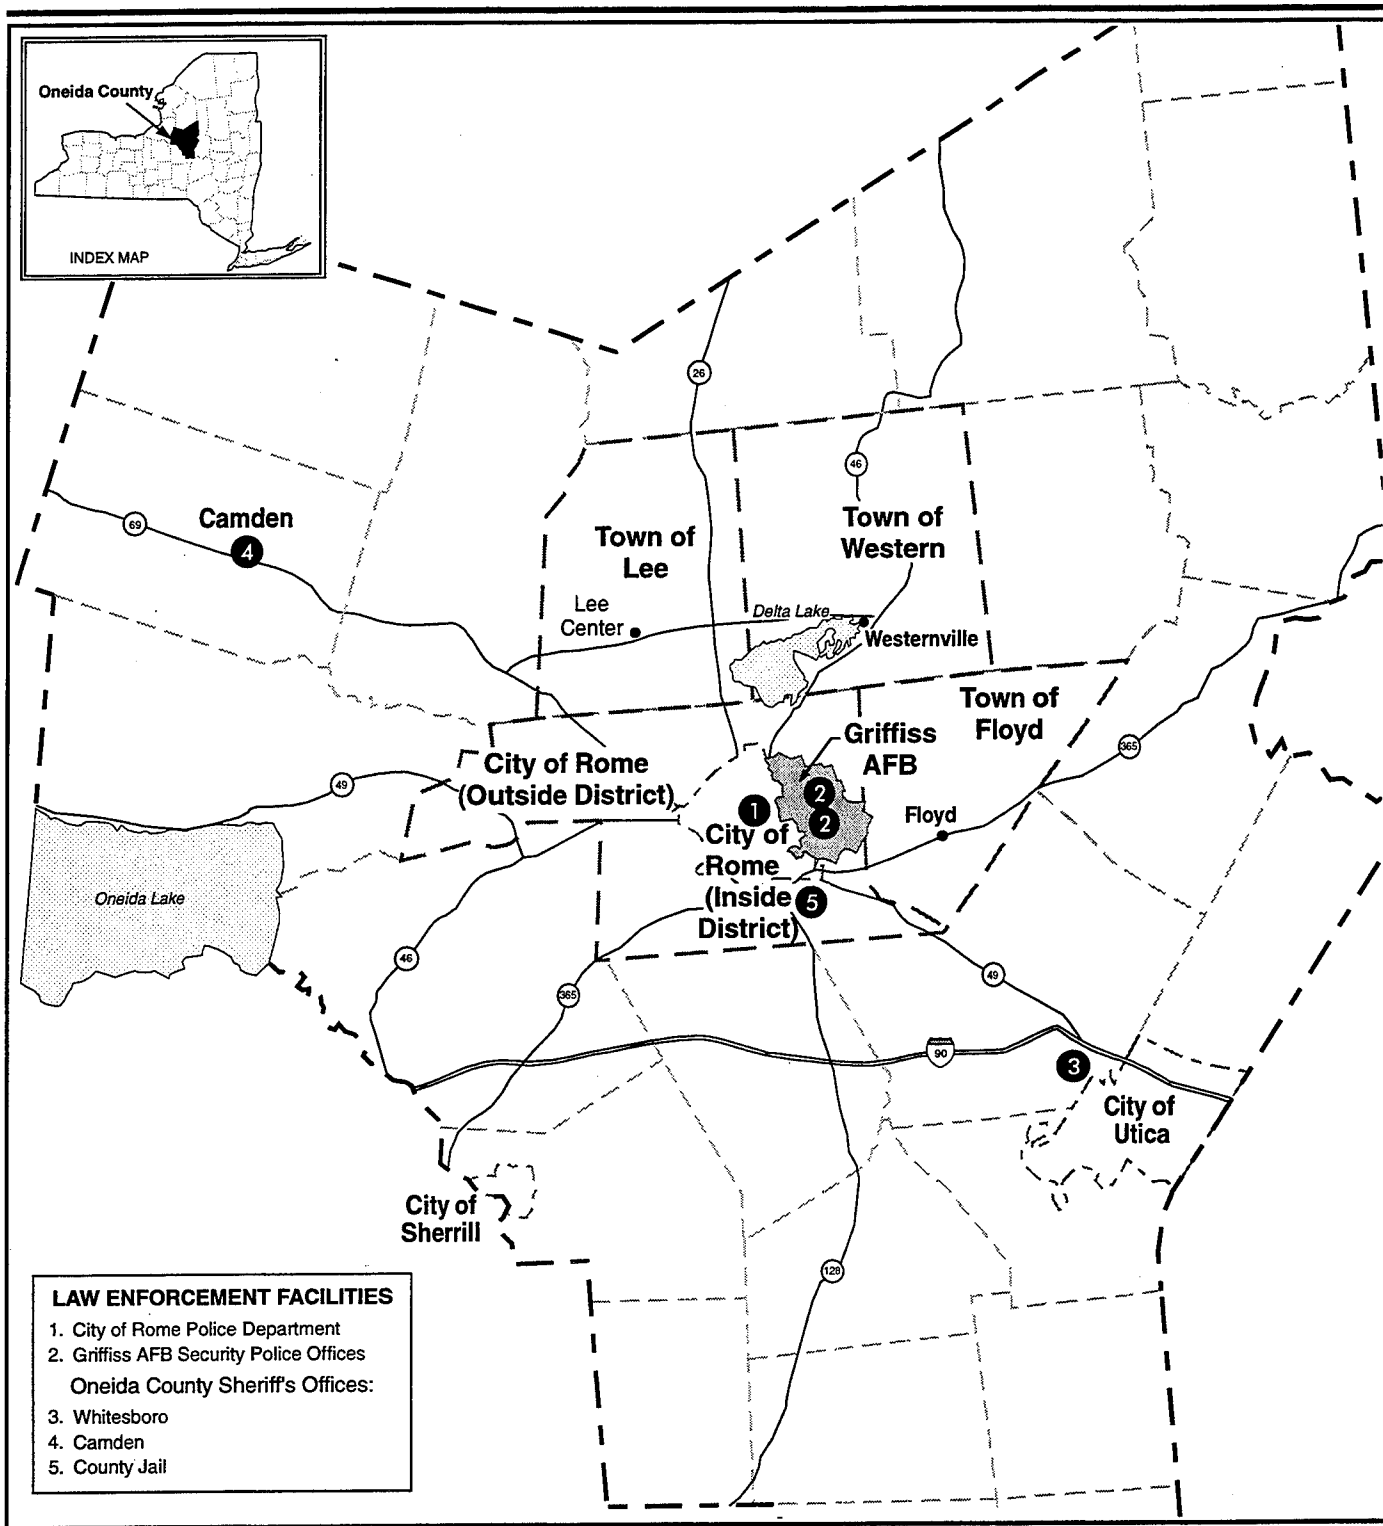 Oneida County
INDEX MAP
26
46
69
Camden
4
Town of
Lee
Town of
Western
Lee
Center
Delta Lake
Westernville
Town of
Floyd
Griffiss
AFB
365
City of Rome
(Outside District)
49
1
2
2
Floyd
City of
Rome
(Inside
District)
5
Oneida Lake
46
365
49
90
3
City of
Utica
City of
Sherrill
128
LAW ENFORCEMENT FACILITIES
1. City of Rome Police Department
2. Griffiss AFB Security Police Offices
Oneida County Sheriff's Offices:
3. Whitesboro
4. Camden
5. County Jail